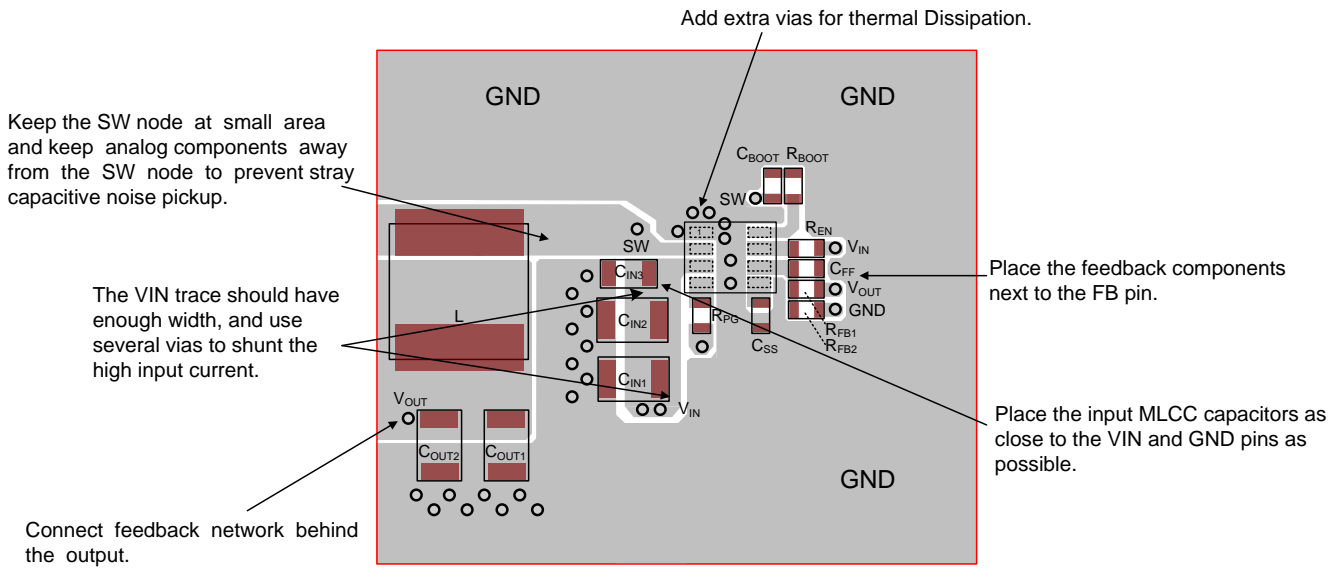 Add extra vias for thermal Dissipation.
GND
GND
Keep the SW node at small area
and keep analog components away
from the SW node to prevent stray
capacitive noise pickup.
CBOOT RBOOT
SW
1
REN
VIN
SW
CIN3
CFF
VOUT
GND
Place the feedback components
next to the FB pin.
The VIN trace should have
enough width, and use
several vias to shunt the
high input current.
L
CIN2
RPG
CSS
RFB1
RFB2
CIN1
VIN
VOUT
Place the input MLCC capacitors as
close to the VIN and GND pins as
possible.
COUT2
COUT1
GND
Connect feedback network behind
the output.